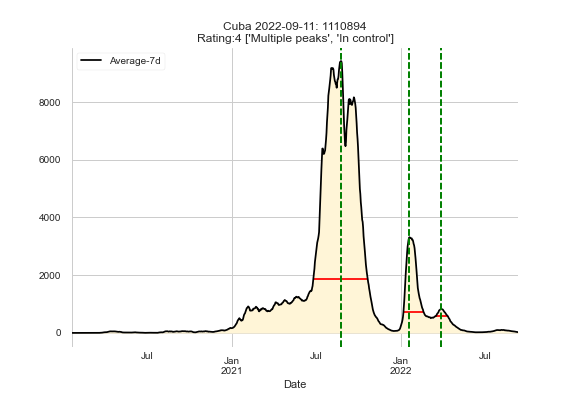 Cuba 2022-09-11: 1110894
Rating:4 ['Multiple peaks', 'In control']
Average-7d
8000
6000
4000
2000
0
Jul
Jan
2021
Jul
Jan
2022
Jul
Date